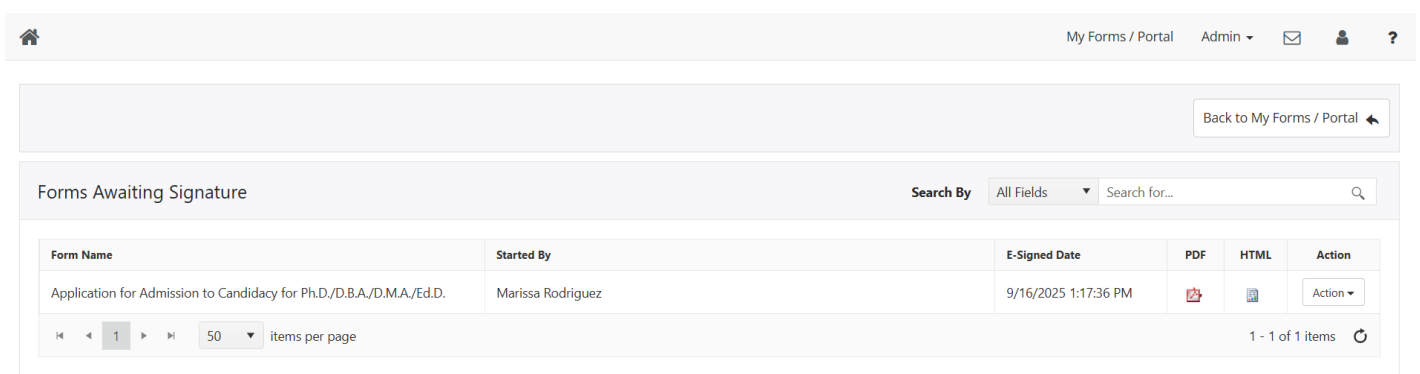 My Forms / Portal Admin ?
Back to My Forms / Portal
Forms Awaiting Signature Search By All Fields Search for...
Form Name Started By E-Signed Date PDF HTML Action
Application for Admission to Candidacy for Ph.D./D.B.A./D.M.A./Ed.D. Marissa Rodriguez 9/16/2025 1:17:36 PM Action
1 50 items per page 1 - 1 of 1 items